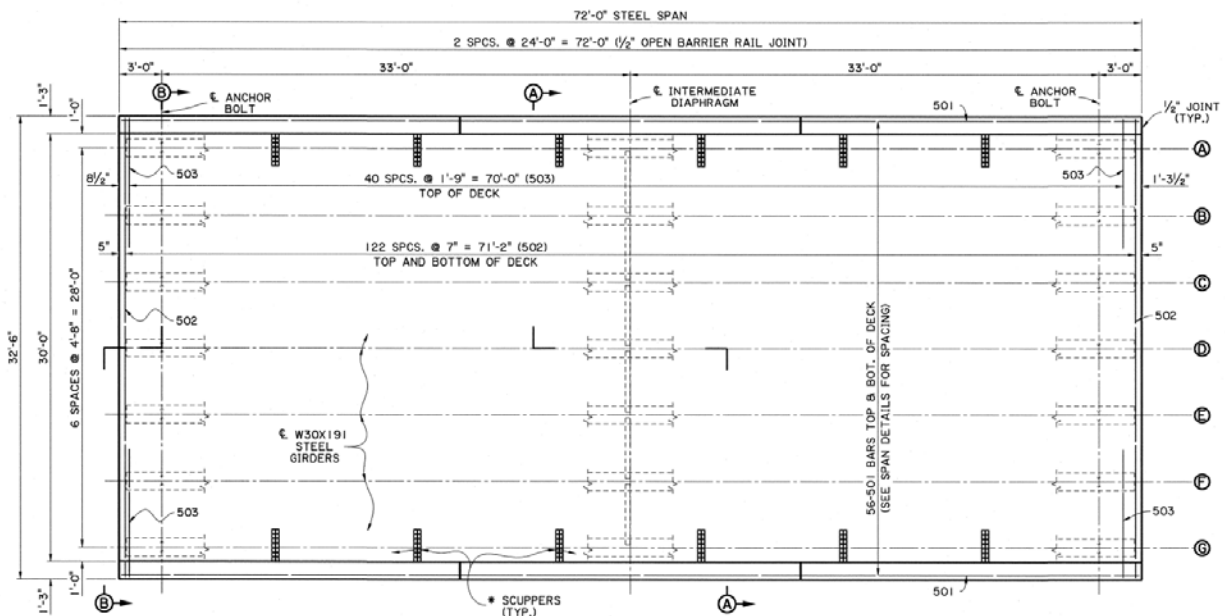 72'-0" STEEL SPAN
2 SPCS. @ 24'-0" = 72'-0" (1/2" OPEN BARRIER RAIL JOINT)
3'-0"
33'-0"
33'-0"
3'-0"
1'-3"
1'-0"
B
℄ ANCHOR
BOLT
A
℄ INTERMEDIATE
DIAPHRAGM
℄ ANCHOR
BOLT
501
1/2" JOINT
(TYP.)
A
503
503
8 1/2"
40 SPCS. @ 1'-9" = 70'-0" (503)
TOP OF DECK
1'-3 1/2"
B
5"
122 SPCS. @ 7" = 71'-2" (502)
TOP AND BOTTOM OF DECK
5"
C
502
502
32'-6"
30'-0"
6 SPACES @ 4'-8" = 28'-0"
D
℄ W30X191
STEEL
GIRDERS
56-501 BARS TOP & BOT. OF DECK
(SEE SPAN DETAILS FOR SPACING)
E
F
503
503
G
1'-0"
1'-3"
B
* SCUPPERS
(TYP.)
A
501